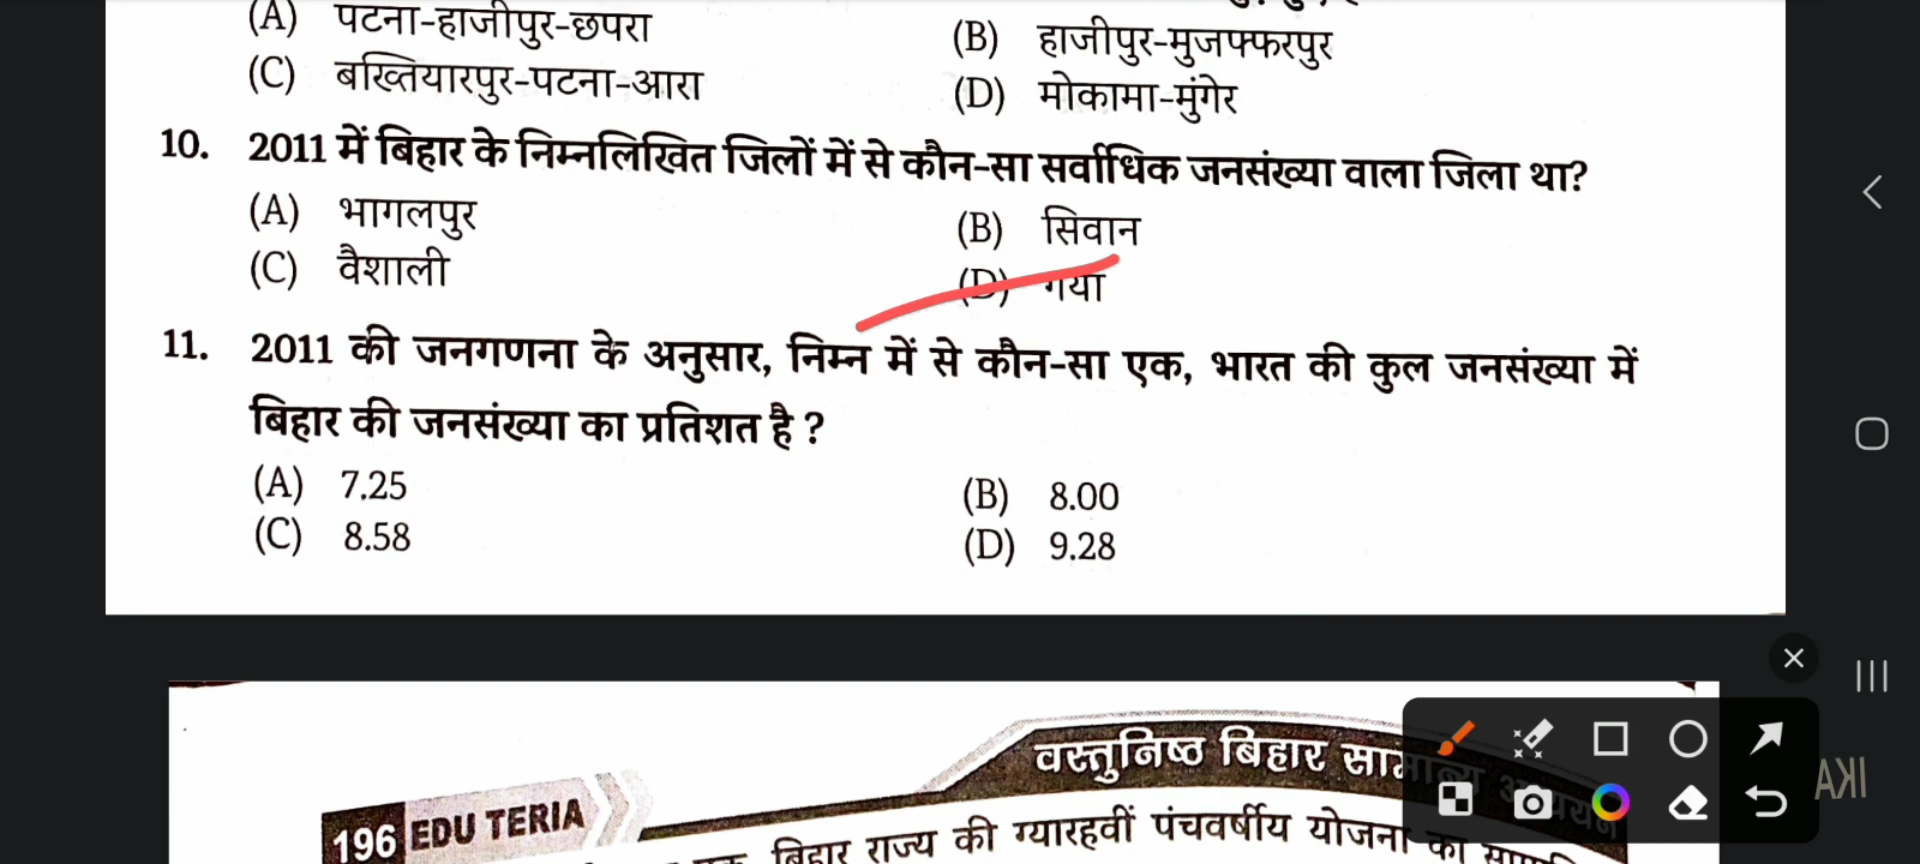 (A) पटना-हाजीपुर-छपरा
(B) हाजीपुर-मुजफ्फरपुर
(C) बख्तियारपुर-पटना-आरा
(D) मोकामा-मुंगेर
10. 2011 में बिहार के निम्नलिखित जिलों में से कौन-सा सर्वाधिक जनसंख्या वाला जिला था?
(A) भागलपुर
(B) सिवान
(C) वैशाली
(D) गया
11. 2011 की जनगणना के अनुसार, निम्न में से कौन-सा एक, भारत की कुल जनसंख्या में
बिहार की जनसंख्या का प्रतिशत है ?
(A) 7.25
(B) 8.00
(C) 8.58
(D) 9.28
वस्तुनिष्ठ बिहार सामान्य अध्ययन
196 EDU TERIA
बिहार राज्य की ग्यारहवीं पंचवर्षीय योजना का